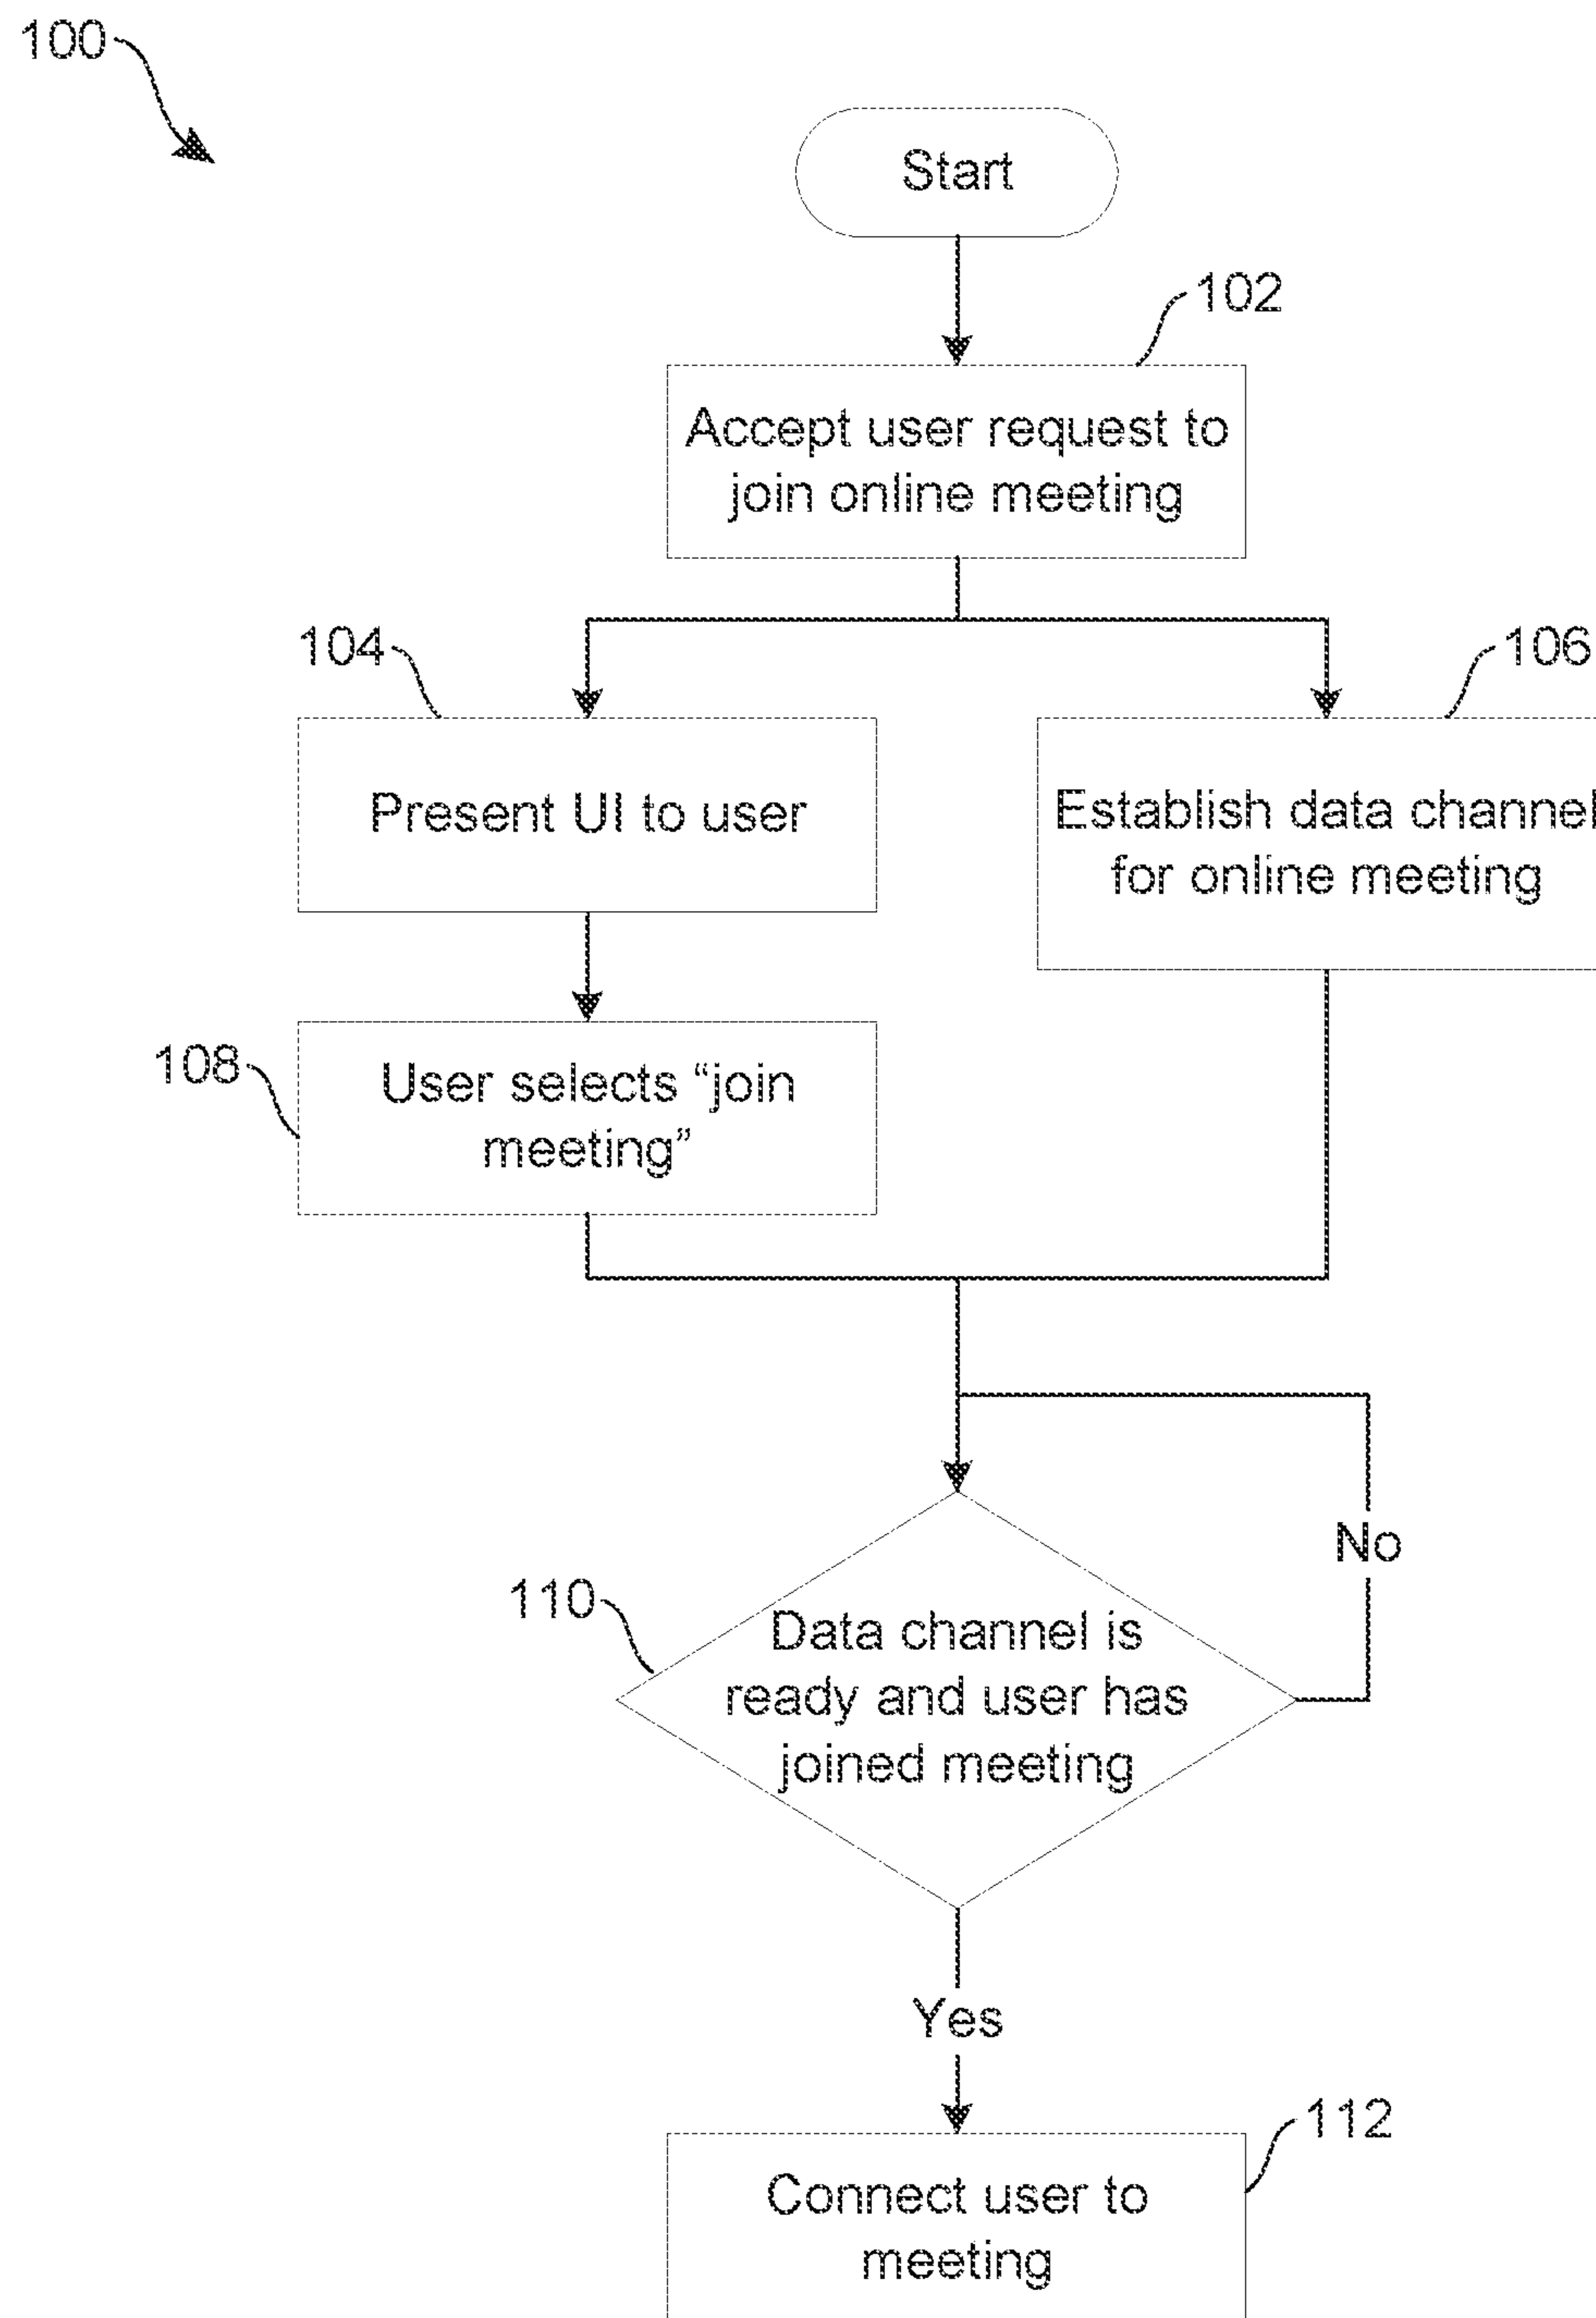 100
Start
102
Accept user request to
join online meeting
104
106
Present UI to user
Establish data channel
for online meeting
108
User selects “join
meeting”
No
110
Data channel is
ready and user has
joined meeting
Yes
112
Connect user to
meeting